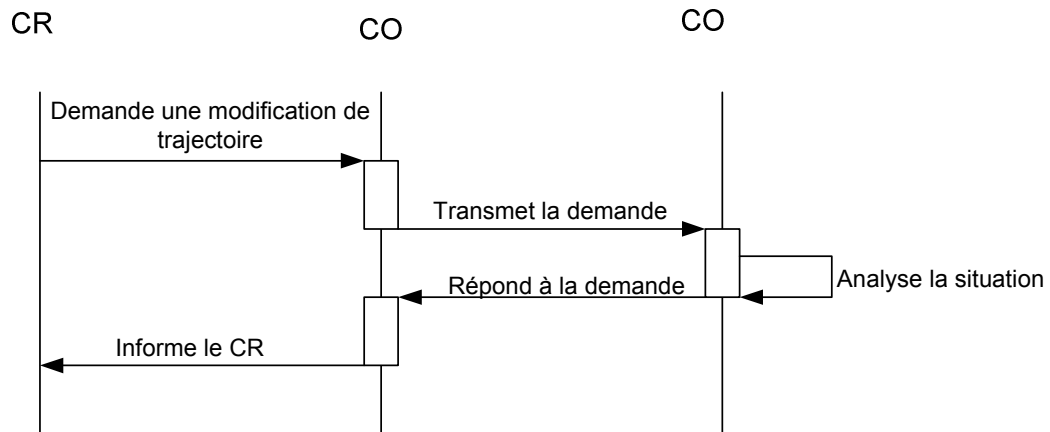 CR
CO
CO
Demande une modification de
trajectoire
Transmet la demande
Répond à la demande
Analyse la situation
Informe le CR